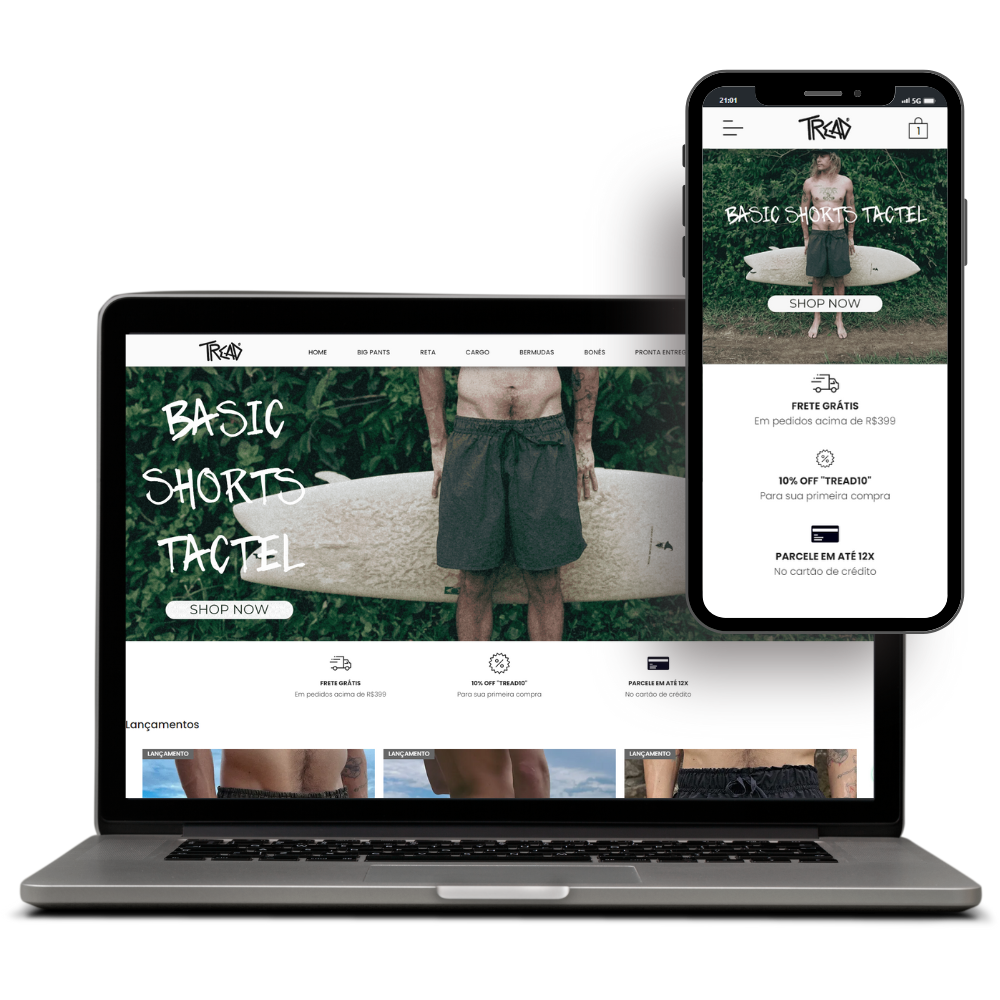 21:01
5G
TREAD
1
BASIC SHORTS TACTEL
SHOP NOW
FRETE GRÁTIS
Em pedidos acima de R$399
10% OFF "TREAD10"
Para sua primeira compra
PARCELE EM ATÉ 12X
No cartão de crédito
TREAD
HOME BIG PANTS RETA CARGO BERMUDAS BONÉS PRONTA ENTREG
BASIC
SHORTS
TACTEL
SHOP NOW
FRETE GRÁTIS
Em pedidos acima de R$399
10% OFF "TREAD10"
Para sua primeira compra
PARCELE EM ATÉ 12X
No cartão de crédito
Lançamentos
LANÇAMENTO
LANÇAMENTO
LANÇAMENTO